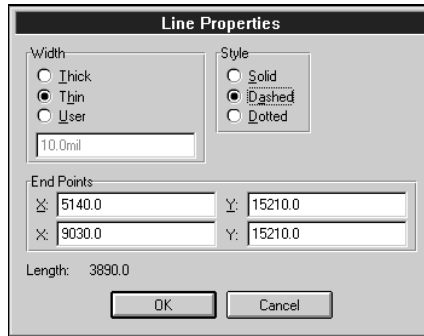 Line Properties
Width
Thick
Thin
User
10.0mil
Style
Solid
Dashed
Dotted
End Points
X: 5140.0 Y: 15210.0
X: 9030.0 Y: 15210.0
Length: 3890.0
OK Cancel